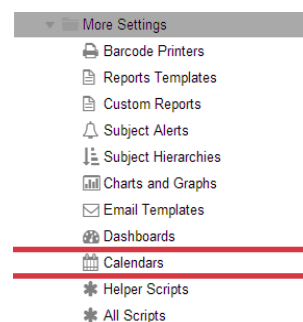 More Settings
Barcode Printers
Reports Templates
Custom Reports
Subject Alerts
Subject Hierarchies
Charts and Graphs
Email Templates
Dashboards
Calendars
Helper Scripts
All Scripts